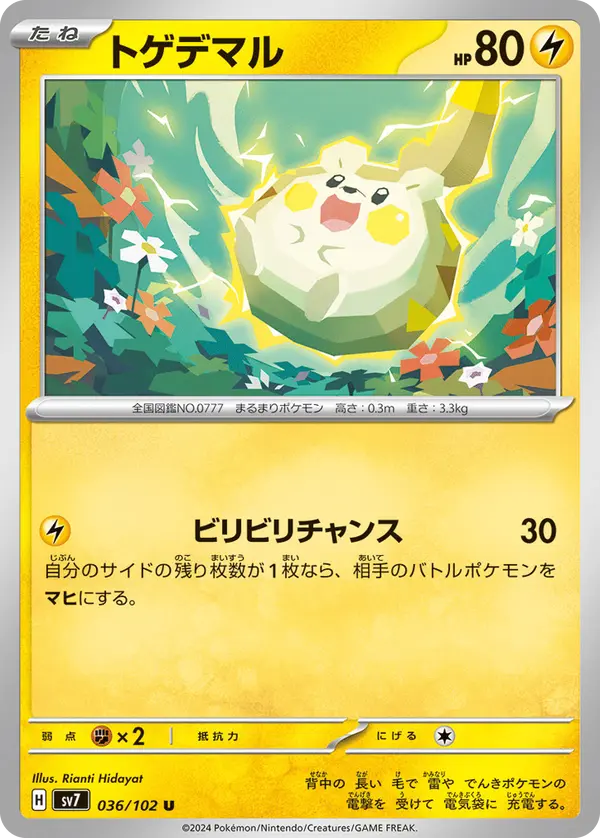 たね トゲデマル HP80
全国図鑑NO.0777 まるまりポケモン 高さ:0.3m 重さ:3.3kg
ビリビリチャンス 30
自分のサイドの残り枚数が1枚なら、相手のバトルポケモンを
マヒにする。
弱点 ×2 抵抗力 にげる
Illus. Rianti Hidayat
H sv7 036/102 U
背中の 長い 毛で 雷や でんきポケモンの
電撃を 受けて 電気袋に 充電する。
©2024 Pokémon/Nintendo/Creatures/GAME FREAK.